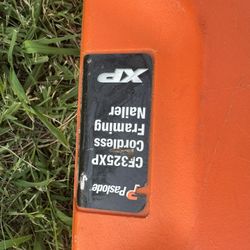 Paslode
CF325XP
Cordless
Framing
Nailer
XP